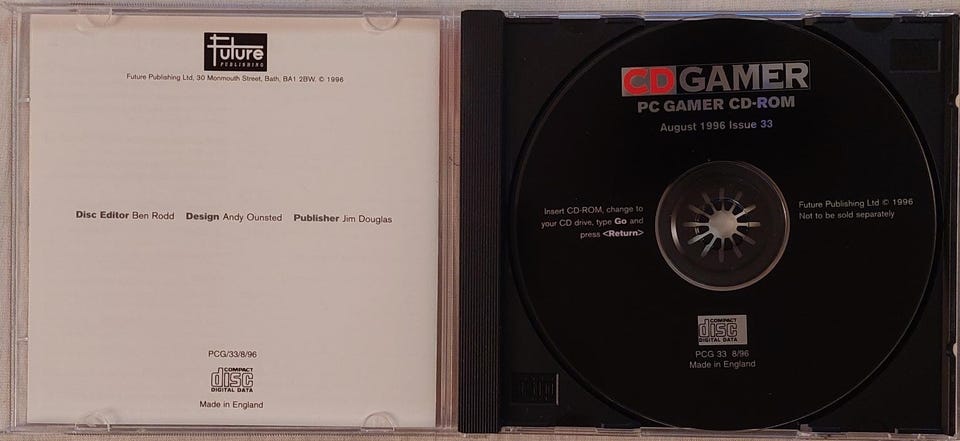 Future
PUBLISHING
Future Publishing Ltd, 30 Monmouth Street, Bath, BA1 2BW. © 1996
Disc Editor Ben Rodd Design Andy Ounsted Publisher Jim Douglas
PCG/33/8/96
COMPACT
disc
DIGITAL DATA
Made in England
CD GAMER
PC GAMER CD-ROM
August 1996 Issue 33
Insert CD-ROM, change to
your CD drive, type Go and
press <Return>
Future Publishing Ltd © 1996
Not to be sold separately
COMPACT
disc
DIGITAL DATA
PCG 33 8/96
Made in England